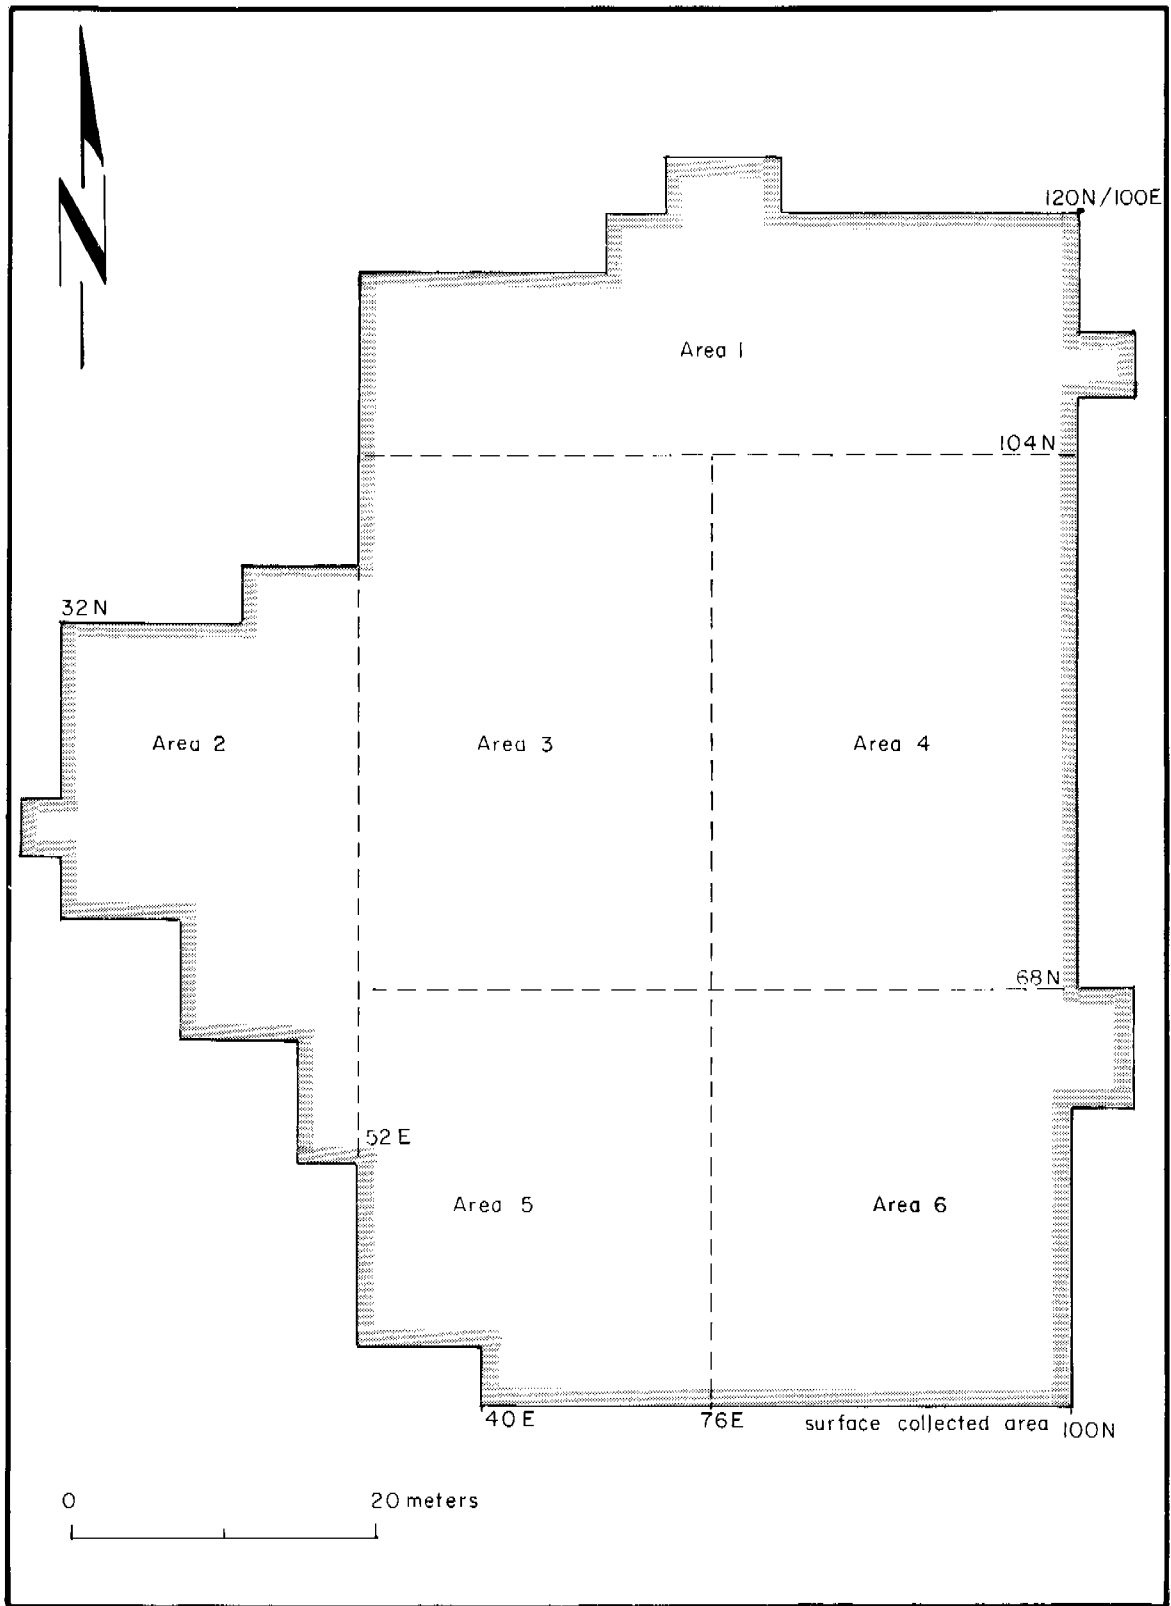 N
120N/100E
Area 1
104N
32N
Area 2
Area 3
Area 4
68N
52E
Area 5
Area 6
40E
76E
surface collected area
100N
0
20 meters